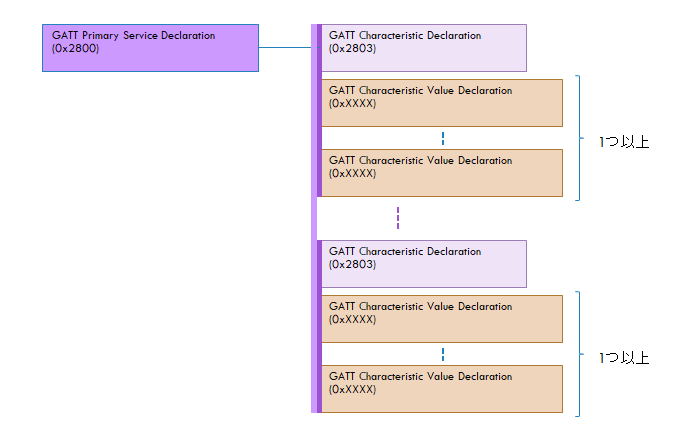 GATT Primary Service Declaration
(0x2800)
GATT Characteristic Declaration
(0x2803)
GATT Characteristic Value Declaration
(0xXXXX)
GATT Characteristic Value Declaration
(0xXXXX)
1つ以上
GATT Characteristic Declaration
(0x2803)
GATT Characteristic Value Declaration
(0xXXXX)
GATT Characteristic Value Declaration
(0xXXXX)
1つ以上